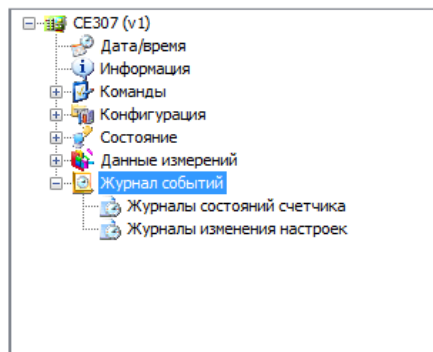 CE307 (v1)
Дата/время
Информация
Команды
Конфигурация
Состояние
Данные измерений
Журнал событий
Журналы состояний счетчика
Журналы изменения настроек